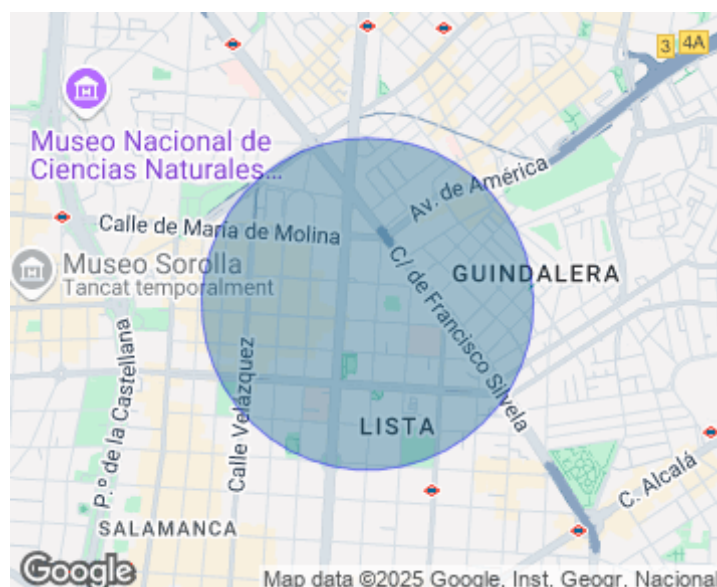 3
4A
Museo Nacional de
Ciencias Naturales...
Av. de América
Calle de María de Molina
Museo Sorolla
Tancat temporalment
GUINDALERA
C/ de Francisco Silvela
P.º de la Castellana
Calle Velázquez
LISTA
C. Alcalá
SALAMANCA
Google
Map data ©2025 Google, Inst. Geogr. Nacional